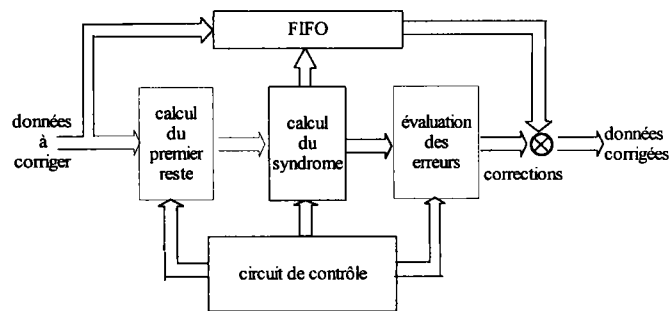 FIFO
données
à
corriger
calcul
du
premier
reste
calcul
du
syndrome
évaluation
des
erreurs
corrections
données
corrigées
circuit de contrôle